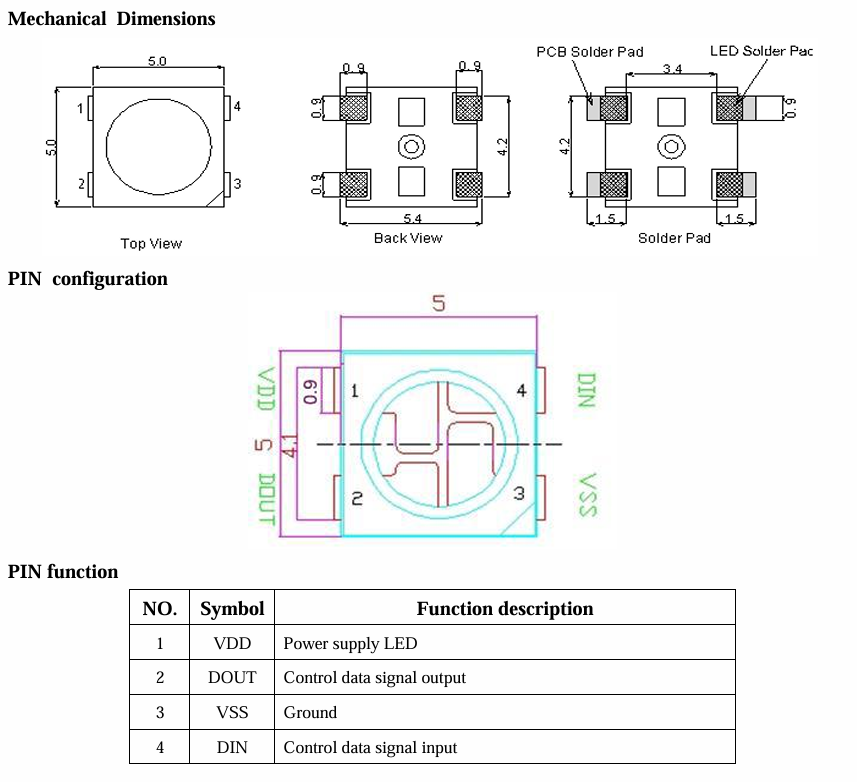 Mechanical Dimensions
5.0
5.0
1
4
2
3
Top View
0.9
0.9
0.9
0.9
4.2
5.4
Back View
PCB Solder Pad
LED Solder Pad
3.4
4.2
0.9
1.5
1.5
Solder Pad
PIN configuration
5
VDD
0.9
1
4
DIN
5
4.1
DOUT
2
3
VSS
PIN function
NO. Symbol Function description
1 VDD Power supply LED
2 DOUT Control data signal output
3 VSS Ground
4 DIN Control data signal input